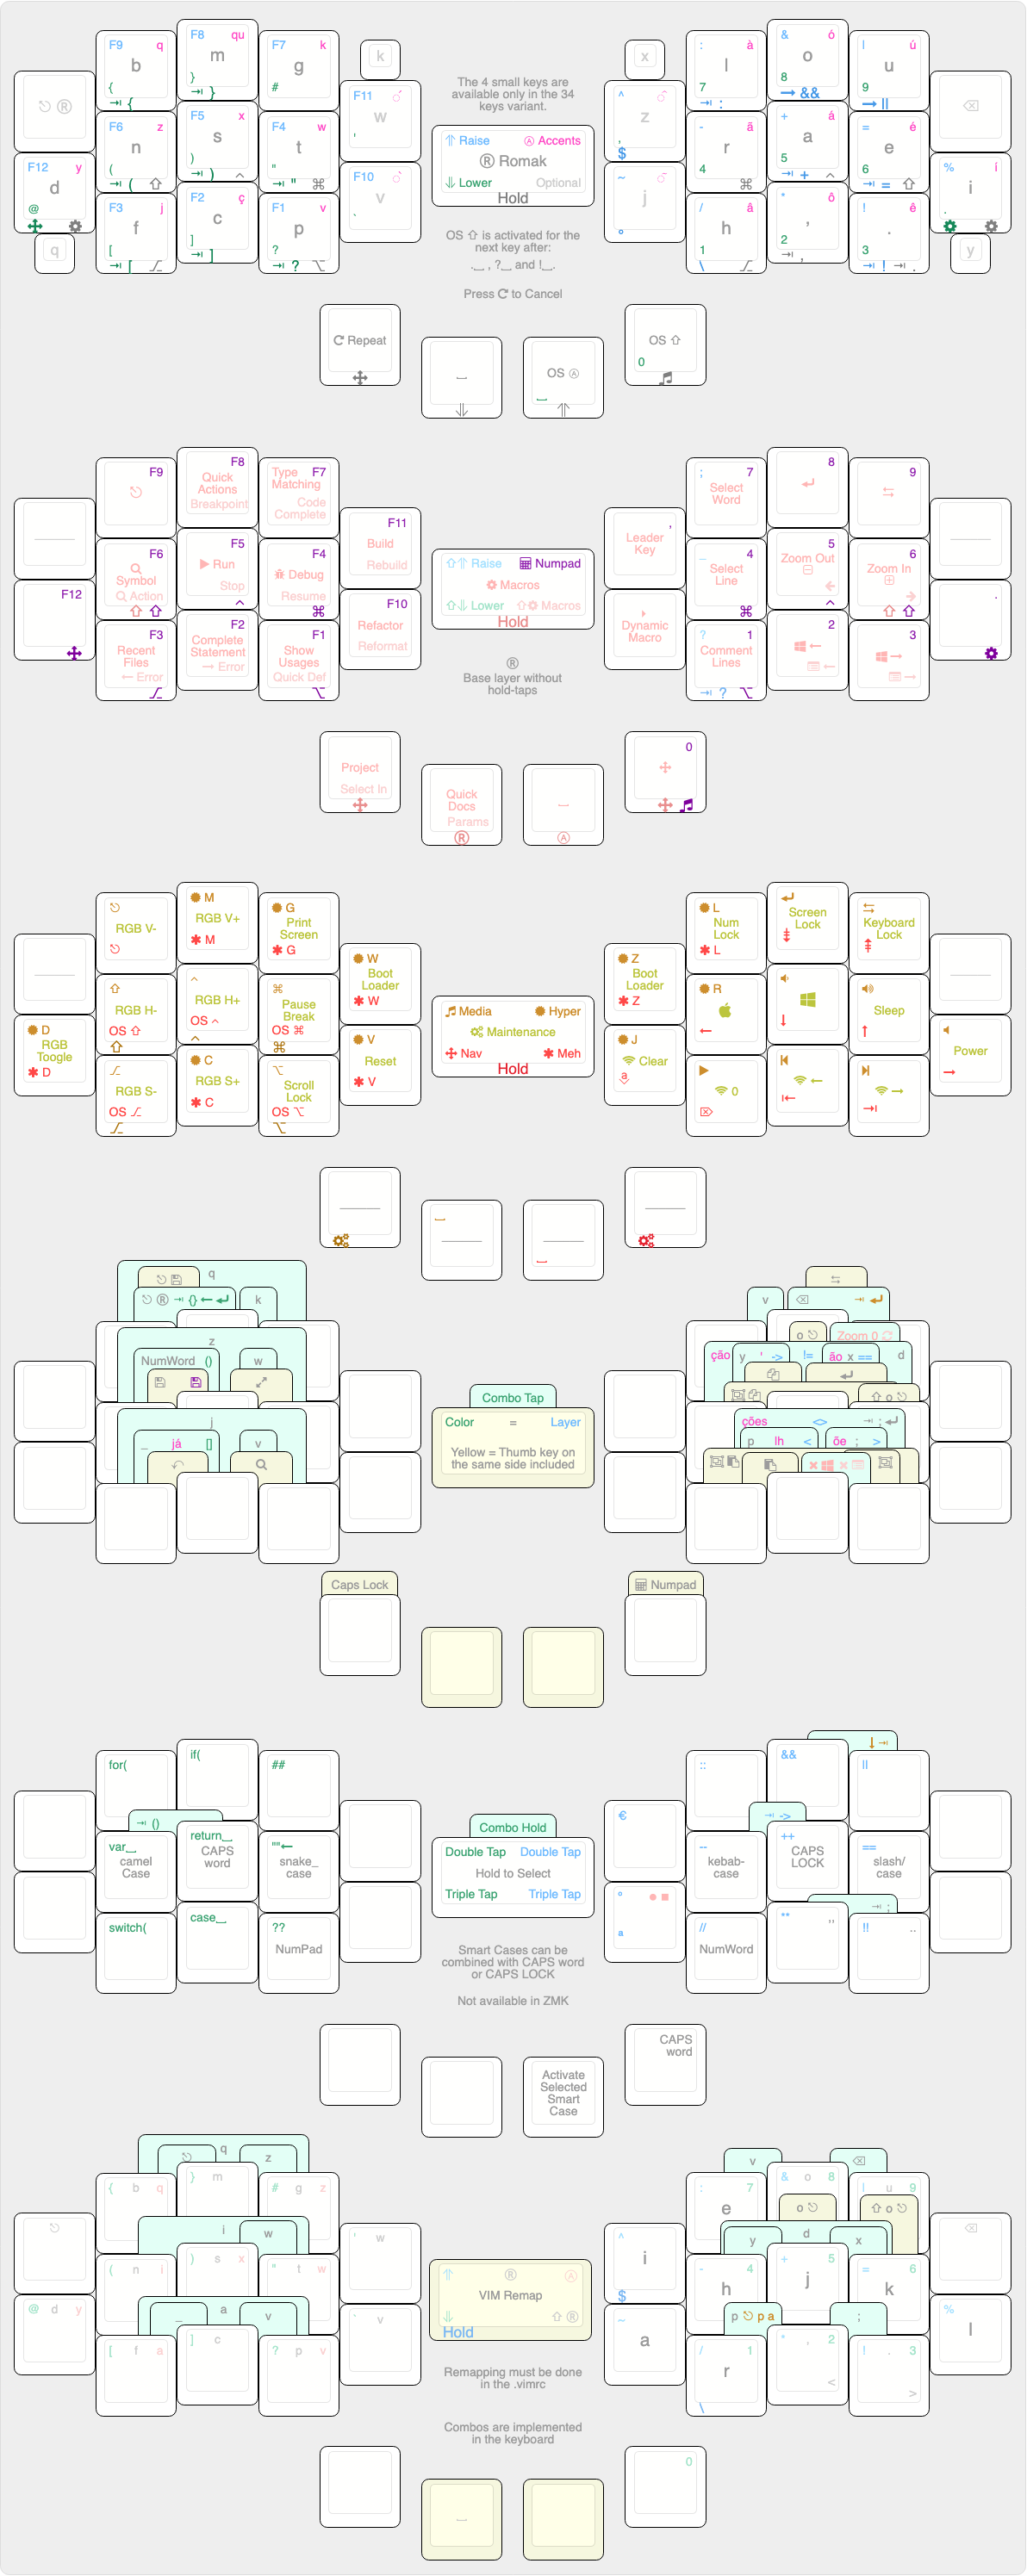 F9 q
b
{
⇥ {
F8 qu
m
}
⇥ }
F7 k
g
#
k
The 4 small keys are
available only in the 34
keys variant.
x
: à
l
7
⇥ :
& ó
o
8
→ &&
| ú
u
9
→ ||
⎋ Ⓡ
F6 z
n
(
⇥ ( ⇧
F5 x
s
)
⇥ ) ^
F4 w
t
"
⇥ " ⌘
F11
w
'
⇑ Raise Ⓐ Accents
Ⓡ Romak
⇓ Lower Optional
Hold
^
z
,
$
- ã
r
4
⌘
+ á
a
5
⇥ + ^
= é
e
6
⇥ = ⇧
⌫
F12 y
d
@
F3 j
f
[
⇥ [ ⌥
F2 ç
c
]
⇥ ]
F1 v
p
?
⇥ ? ⌥
F10
v
`
OS ⇧ is activated for the
next key after:
.⎵ , ?⎵ and !⎵.
Press ⟳ to Cancel
~
j
°
/ â
h
1
\ ⌥
* ô
,
2
⇥ ,
! ê
.
3
⇥ ! ⇥ .
% i
i
.
q
y
Repeat
⎵
⇓
OS Ⓐ
⎵
⇑
OS ⇧
0
F9
F8
Quick
Actions
Breakpoint
F7
Type
Matching
Code
Complete
F11
Build
Rebuild
Leader
Key
,
; 7
Select
Word
8
9
F6
Symbol
Action
⇧ ⇧
F5
Run
Stop
^
F4
Debug
Resume
⌘
⇧⇑ Raise Numpad
Macros
⇧⇓ Lower ⇧ Macros
Hold
_ 4
Select
Line
⌘
5
Zoom Out
←
^
6
Zoom In
→
⇧ ⇧
F12
F3
Recent
Files
← Error
F2
Complete
Statement
→ Error
F1
Show
Usages
Quick Def
F10
Refactor
Reformat
Ⓡ
Base layer without
hold-taps
Dynamic
Macro
? 1
Comment
Lines
⇥ ?
2
←
3
→
.
Project
Select In
Quick
Docs
Params
Ⓡ
⎵
Ⓐ
0
RGB V-
M
RGB V+
✱ M
G
Print
Screen
✱ G
W
Boot
Loader
✱ W
Z
Boot
Loader
✱ Z
L
Num
Lock
✱ L
Screen
Lock
Keyboard
Lock
RGB H-
OS ⇧
RGB H+
OS ^
Pause
Break
OS ⌘
Media Hyper
Maintenance
Nav ✱ Meh
Hold
R
←
↓
Sleep
↑
D
RGB
Toogle
✱ D
RGB S-
OS ⌥
C
RGB S+
✱ C
Scroll
Lock
OS ⌥
V
Reset
✱ V
J
Clear
a
0
←
→
Power
→
q
⎋ Ⓡ ⇥ {} ← ↵
k
z
NumWord ()
w
j
_ já []
v
Combo Tap
Color = Layer
Yellow = Thumb key on
the same side included
v
⌫
o ⎋
Zoom 0
ção y ' -> != ão x == d
⇧ o ⎋
ções <> ⇥ ; ↵
p lh < õe ; >
Caps Lock
Numpad
for(
if(
##
⇥ ()
var⎵
camel
Case
return⎵
CAPS
word
""←
snake_
case
switch(
case⎵
??
NumPad
Combo Hold
Double Tap Double Tap
Hold to Select
Triple Tap Triple Tap
Smart Cases can be
combined with CAPS word
or CAPS LOCK
Not available in ZMK
€
° ● ■
a
::
&&
↓ ⇥
||
⇥ ->
--
kebab-
case
++
CAPS
LOCK
==
slash/
case
⇥ ;
//
NumWord
** ,,
!! ..
Activate
Selected
Smart
Case
CAPS
word
q
z
{ b q
} m
# g z
i
w
( n i
) s x
" t w
' w
@ d y
_ a v
[ f a
] c
? p v
` v
Ⓡ
VIM Remap
⇧ Ⓡ
Hold
Remapping must be done
in the .vimrc
Combos are implemented
in the keyboard
v
⌫
: 7
e
& o 8
o ⎋
| u 9
⇧ o ⎋
y d x
^
i
$
- 4
h
+ 5
j
= 6
k
⌫
~
a
p ⎋ p a
;
/ 1
r
\
* , 2
<
! . 3
>
%
l
⎵
0